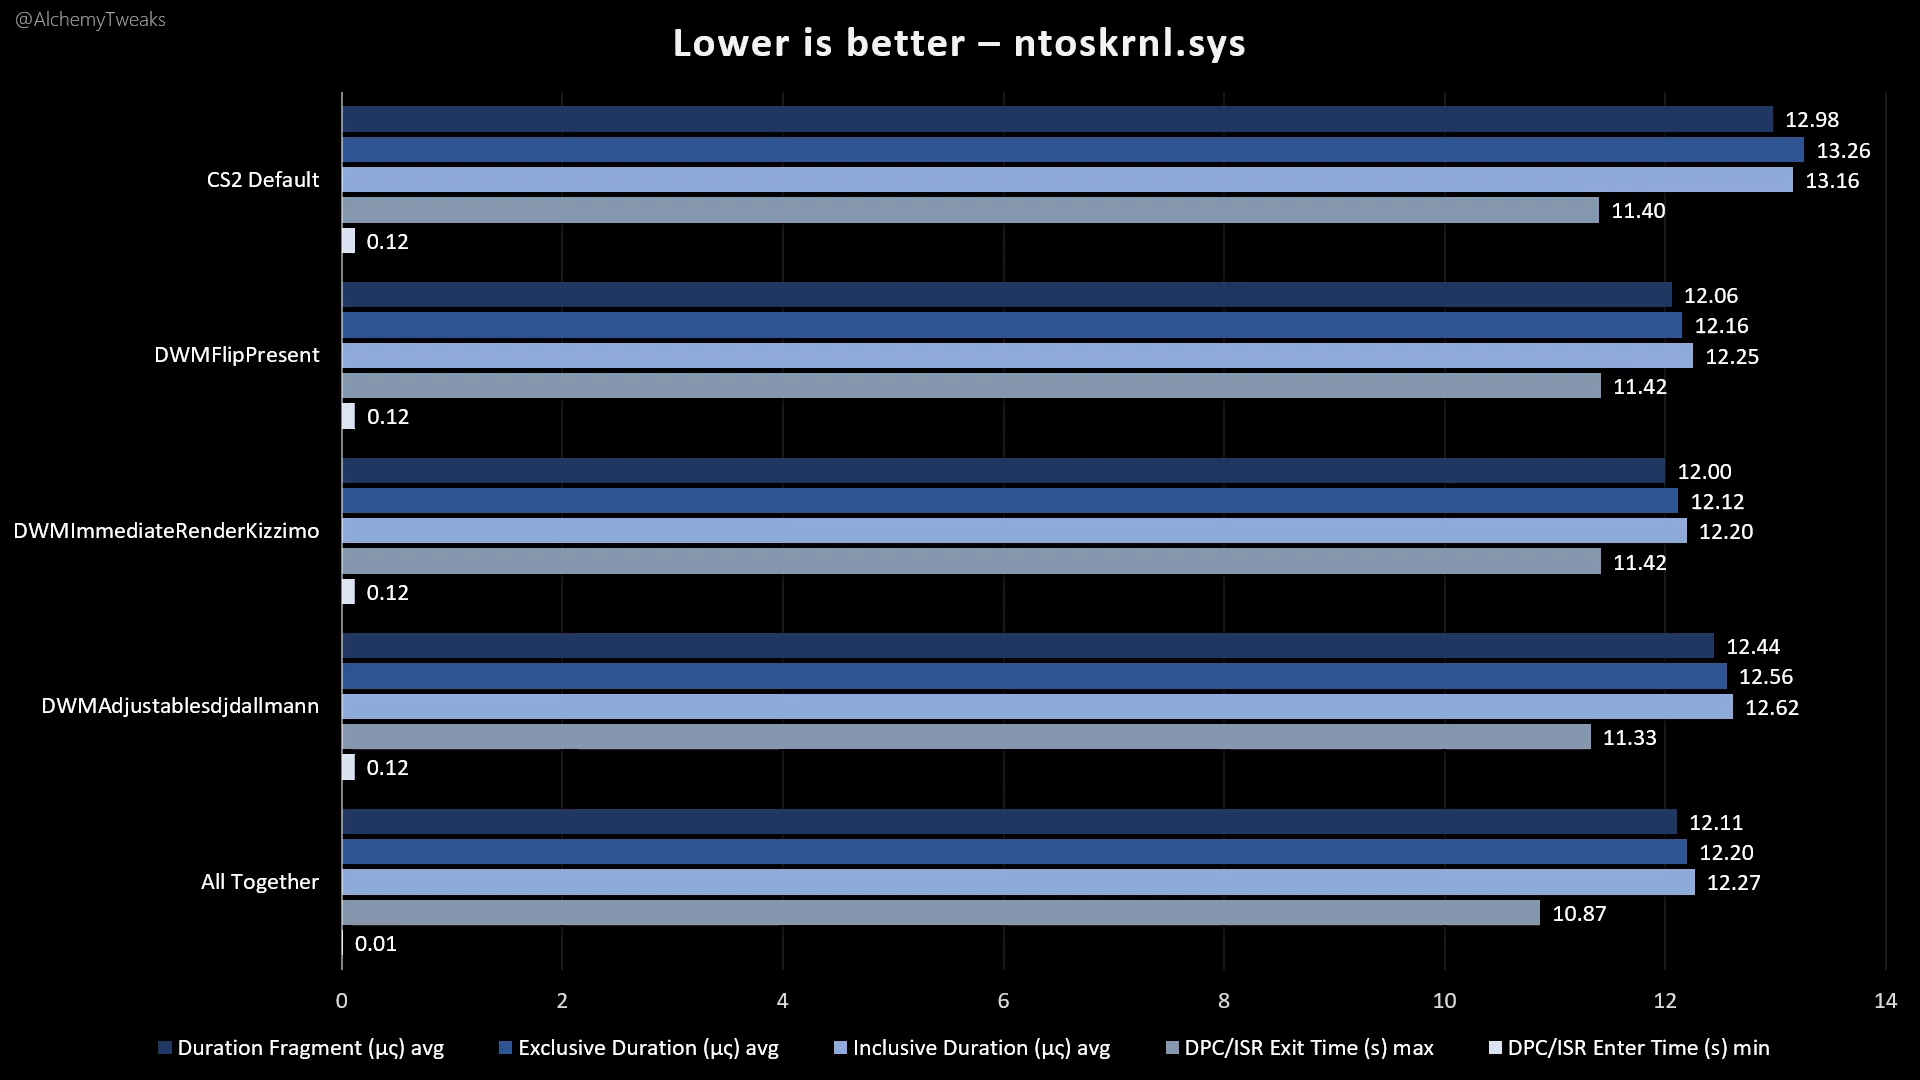 @AlchemyTweaks
Lower is better – ntoskrnl.sys
CS2 Default
12.98
13.26
13.16
11.40
0.12
DWMFlipPresent
12.06
12.16
12.25
11.42
0.12
DWMImmediateRenderKizzimo
12.00
12.12
12.20
11.42
0.12
DWMAdjustablesdjdallmann
12.44
12.56
12.62
11.33
0.12
All Together
12.11
12.20
12.27
10.87
0.01
0 2 4 6 8 10 12 14
Duration Fragment (μς) avg Exclusive Duration (μς) avg Inclusive Duration (μς) avg DPC/ISR Exit Time (s) max DPC/ISR Enter Time (s) min